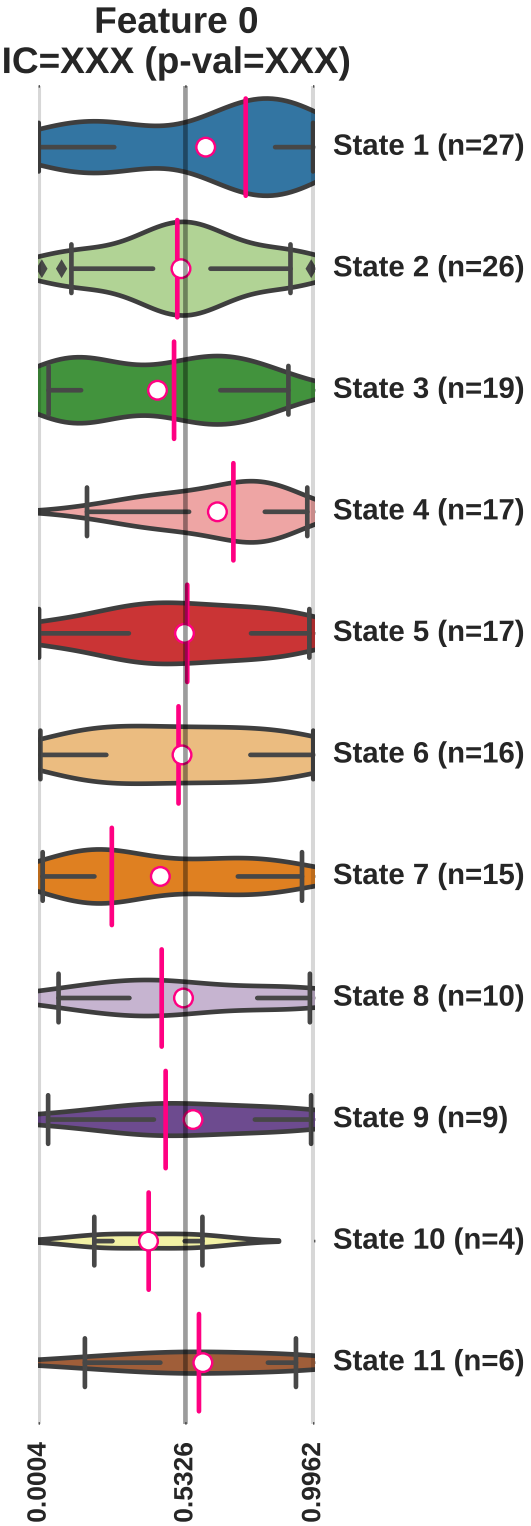 Feature 0
IC=XXX (p-val=XXX)
State 1 (n=27)
State 2 (n=26)
State 3 (n=19)
State 4 (n=17)
State 5 (n=17)
State 6 (n=16)
State 7 (n=15)
State 8 (n=10)
State 9 (n=9)
State 10 (n=4)
State 11 (n=6)
0.0004
0.5326
0.9962